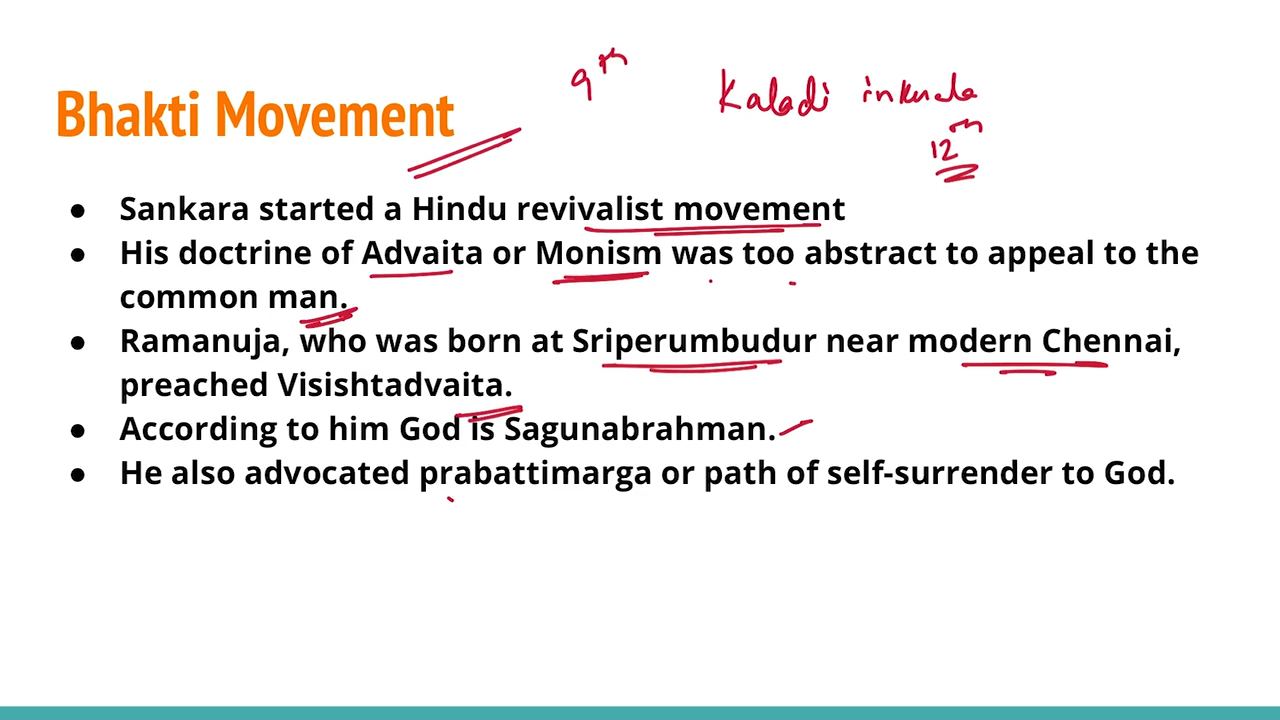 9th
Kaladi in Kerala
Bhakti Movement
12th
● Sankara started a Hindu revivalist movement
● His doctrine of Advaita or Monism was too abstract to appeal to the
common man.
● Ramanuja, who was born at Sriperumbudur near modern Chennai,
preached Visishtadvaita.
● According to him God is Sagunabrahman.
● He also advocated prabattimarga or path of self-surrender to God.